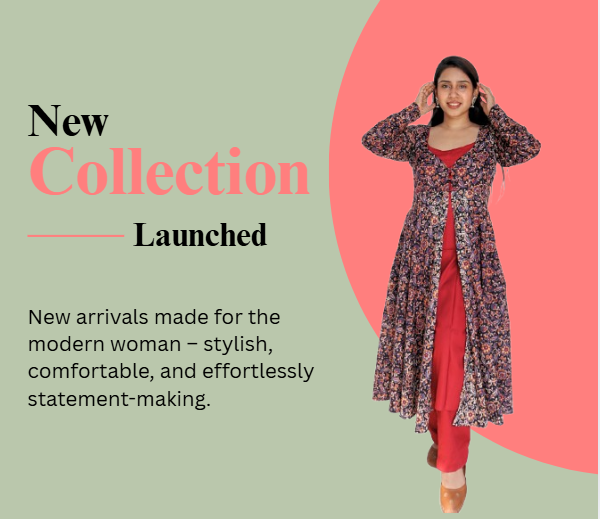 New
Collection
Launched
New arrivals made for the
modern woman – stylish,
comfortable, and effortlessly
statement-making.